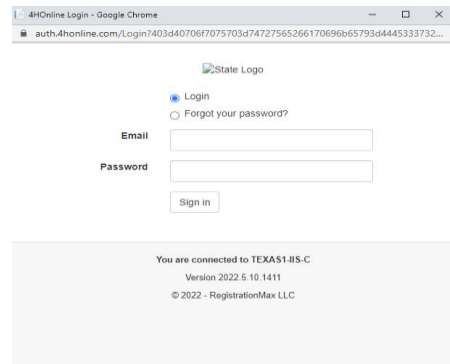 4HOnline Login - Google Chrome
auth.4honline.com/Login?403d40706f7075703d74727565266170696b65793d4445333732...
State Logo
Login
Forgot your password?
Email
Password
Sign in
You are connected to TEXAS1-IIS-C
Version 2022.5.10.1411
© 2022 - RegistrationMax LLC